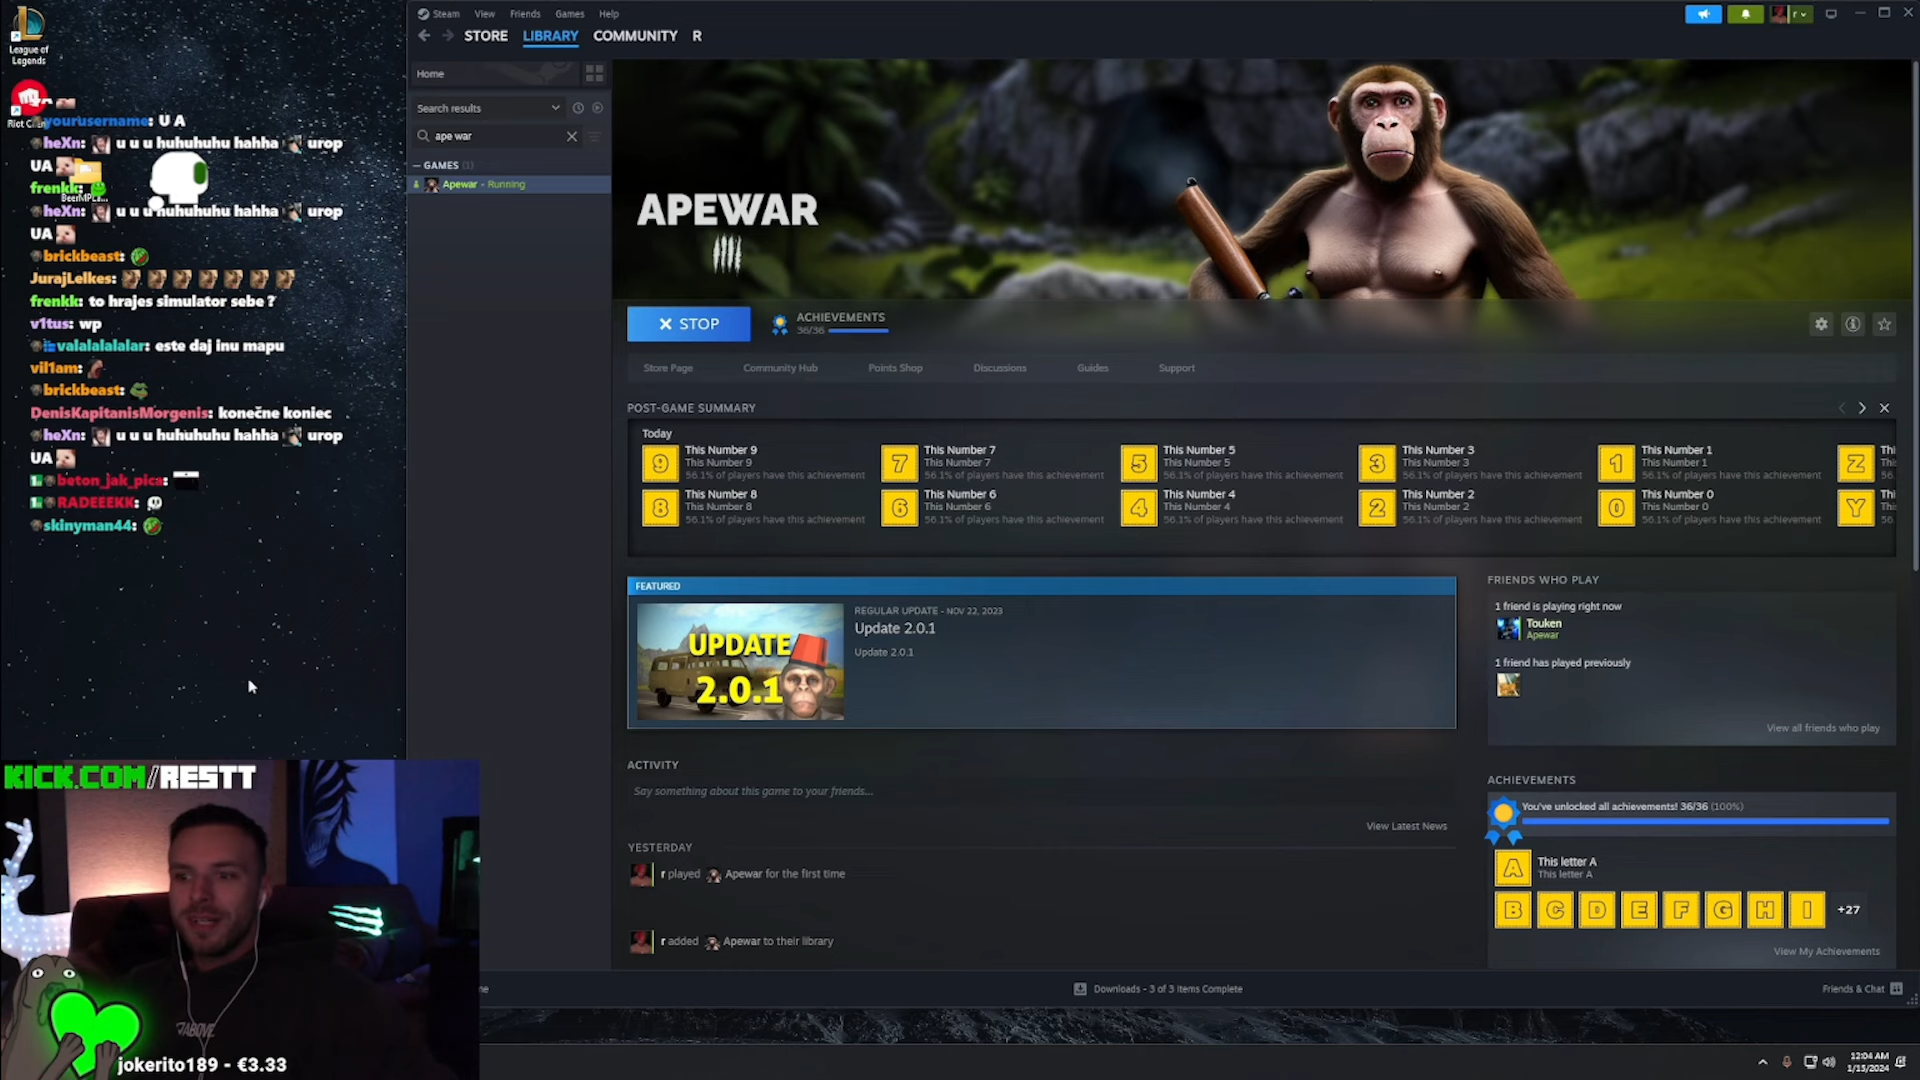 League of
Legends
Steam View Friends Games Help
STORE LIBRARY COMMUNITY R
r
Home
Search results
ape war
GAMES (1)
Apewar - Running
yourusername: U A
heXn: u u u huhuhuhu hahha urop
UA
frenkk:
heXn: u u u huhuhuhu hahha urop
UA
brickbeast:
JurajLelkes:
frenkk: to hrajes simulator sebe ?
v1tus: wp
valalalalalar: este daj inu mapu
vil1am:
brickbeast:
DenisKapitanisMorgenis: konečne koniec
heXn: u u u huhuhuhu hahha urop
UA
beton_jak_pica:
RADEEEKK:
skinyman44:
APEWAR
STOP
ACHIEVEMENTS
36/36
Store Page Community Hub Points Shop Discussions Guides Support
POST-GAME SUMMARY
Today
9 This Number 9
This Number 9
56.1% of players have this achievement
7 This Number 7
This Number 7
56.1% of players have this achievement
5 This Number 5
This Number 5
56.1% of players have this achievement
3 This Number 3
This Number 3
56.1% of players have this achievement
1 This Number 1
This Number 1
56.1% of players have this achievement
Z
8 This Number 8
This Number 8
56.1% of players have this achievement
6 This Number 6
This Number 6
56.1% of players have this achievement
4 This Number 4
This Number 4
56.1% of players have this achievement
2 This Number 2
This Number 2
56.1% of players have this achievement
0 This Number 0
This Number 0
56.1% of players have this achievement
Y
FEATURED
UPDATE
2.0.1
REGULAR UPDATE - NOV 22, 2023
Update 2.0.1
Update 2.0.1
FRIENDS WHO PLAY
1 friend is playing right now
Touken
Apewar
1 friend has played previously
View all friends who play
ACTIVITY
Say something about this game to your friends...
View Latest News
YESTERDAY
r played Apewar for the first time
r added Apewar to their library
ACHIEVEMENTS
You've unlocked all achievements! 36/36 (100%)
A This letter A
This letter A
B C D E F G H I +27
View My Achievements
Downloads - 3 of 3 Items Complete
Friends & Chat
KICK.COM/RESTT
jokerito189 - €3.33
12:04 AM
1/15/2024